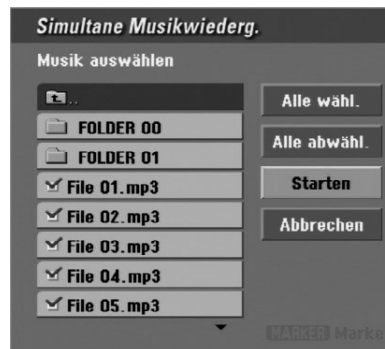 Simultane Musikwiederg.
Musik auswählen
..
FOLDER 00
FOLDER 01
File 01.mp3
File 02.mp3
File 03.mp3
File 04.mp3
File 05.mp3
Alle wähl.
Alle abwähl.
Starten
Abbrechen
MARKER Marke